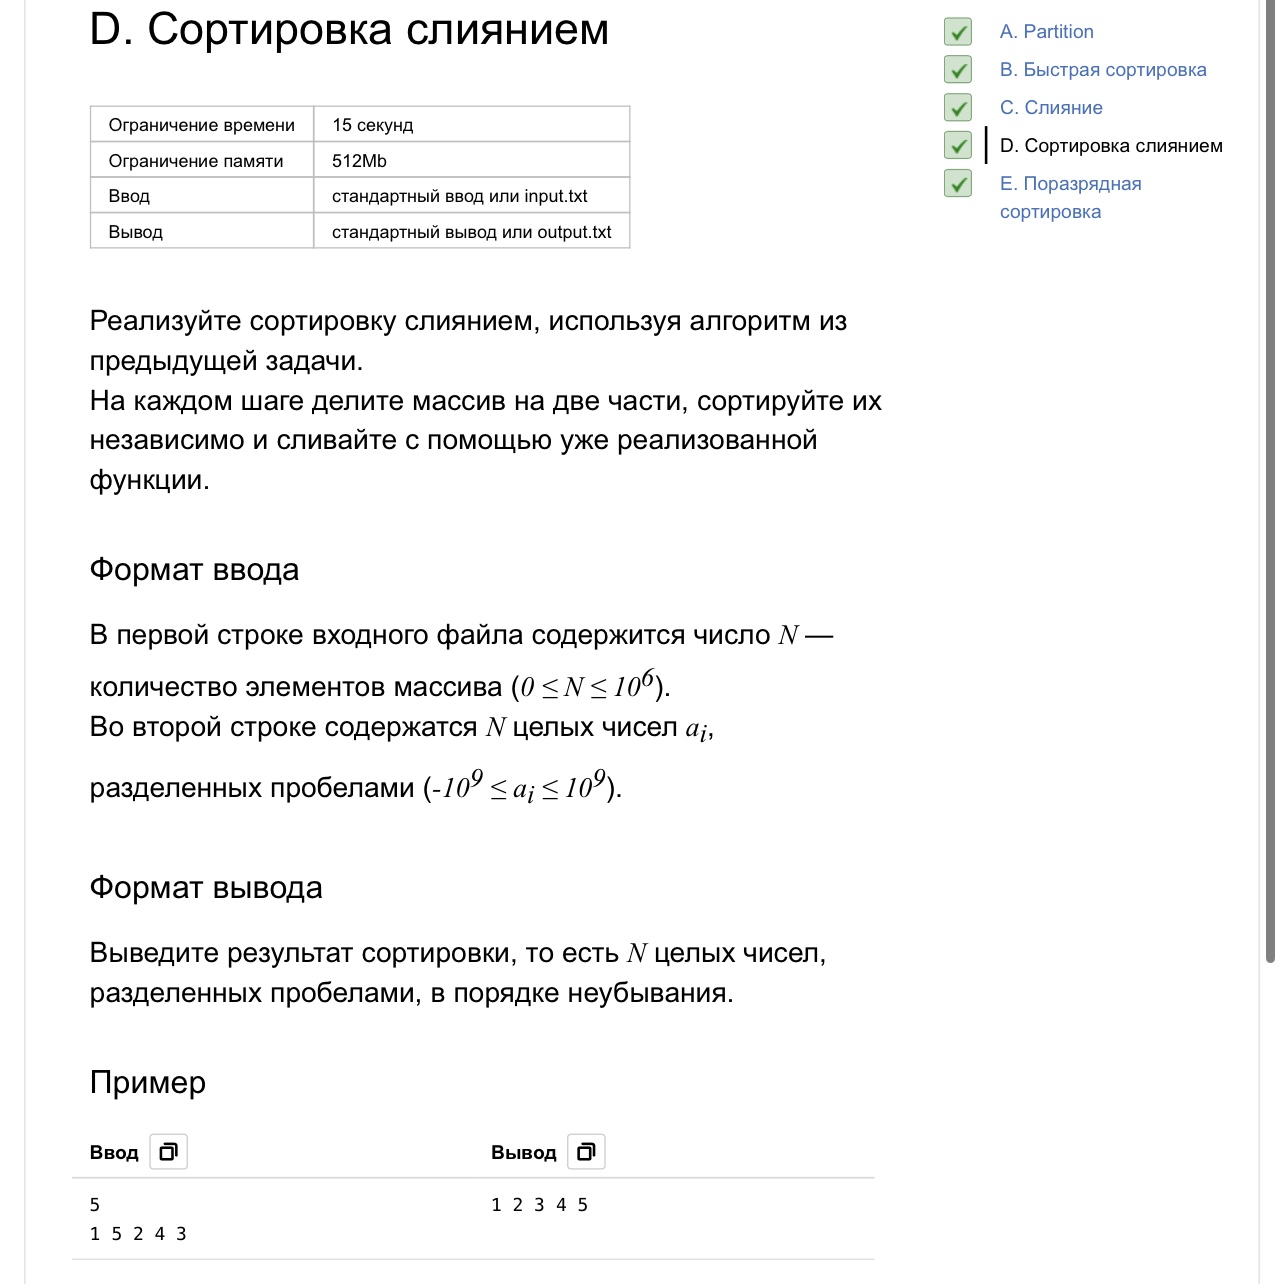 D. Сортировка слиянием
Ограничение времени 15 секунд
Ограничение памяти 512Mb
Ввод стандартный ввод или input.txt
Вывод стандартный вывод или output.txt
Реализуйте сортировку слиянием, используя алгоритм из
предыдущей задачи.
На каждом шаге делите массив на две части, сортируйте их
независимо и сливайте с помощью уже реализованной
функции.
Формат ввода
В первой строке входного файла содержится число N —
количество элементов массива (0 ≤ N ≤ 10^6).
Во второй строке содержатся N целых чисел a_i,
разделенных пробелами (-10^9 ≤ a_i ≤ 10^9).
Формат вывода
Выведите результат сортировки, то есть N целых чисел,
разделенных пробелами, в порядке неубывания.
Пример
Ввод Вывод
5 1 2 3 4 5
1 5 2 4 3
A. Partition
B. Быстрая сортировка
C. Слияние
D. Сортировка слиянием
E. Поразрядная
сортировка